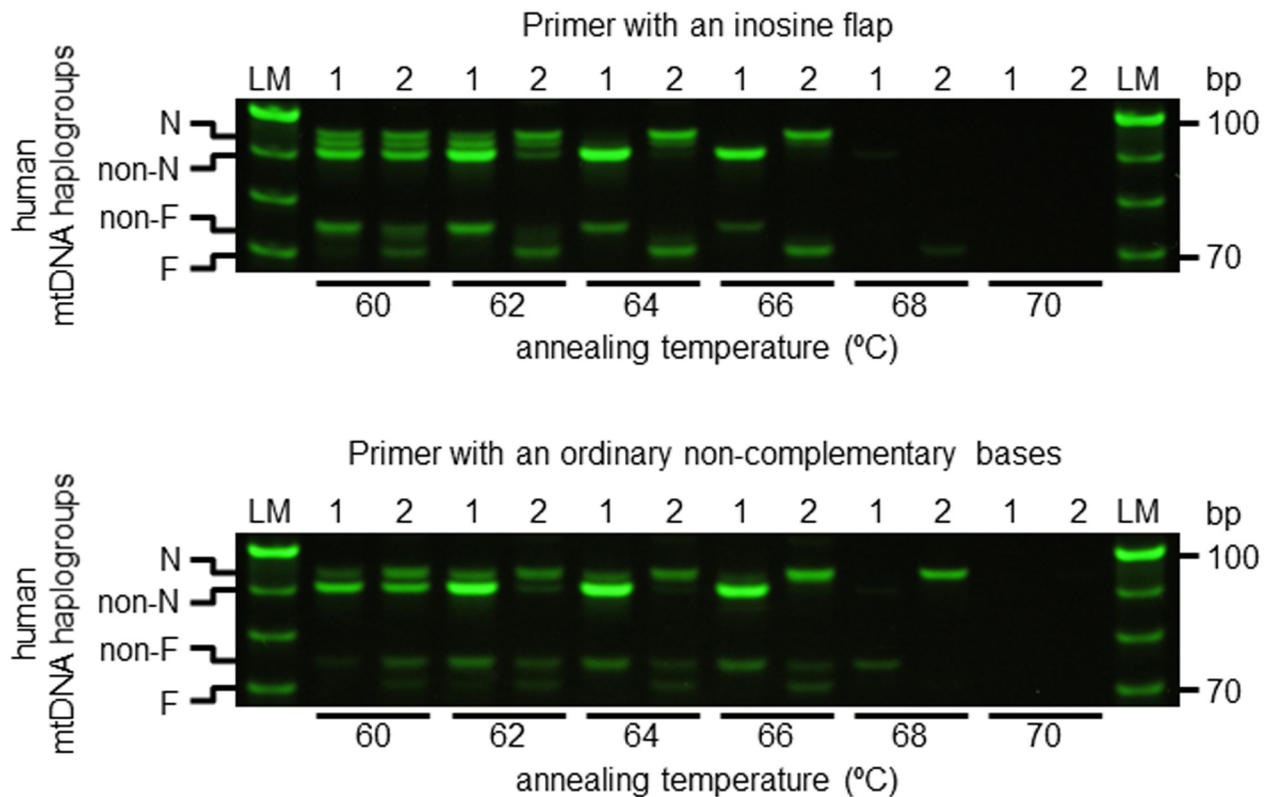 Primer with an inosine flap
LM 1 2 1 2 1 2 1 2 1 2 1 2 LM bp
human
mtDNA haplogroups
N
non-N
non-F
F
100
70
60 62 64 66 68 70
annealing temperature (ºC)
Primer with an ordinary non-complementary bases
LM 1 2 1 2 1 2 1 2 1 2 1 2 LM bp
human
mtDNA haplogroups
N
non-N
non-F
F
100
70
60 62 64 66 68 70
annealing temperature (ºC)